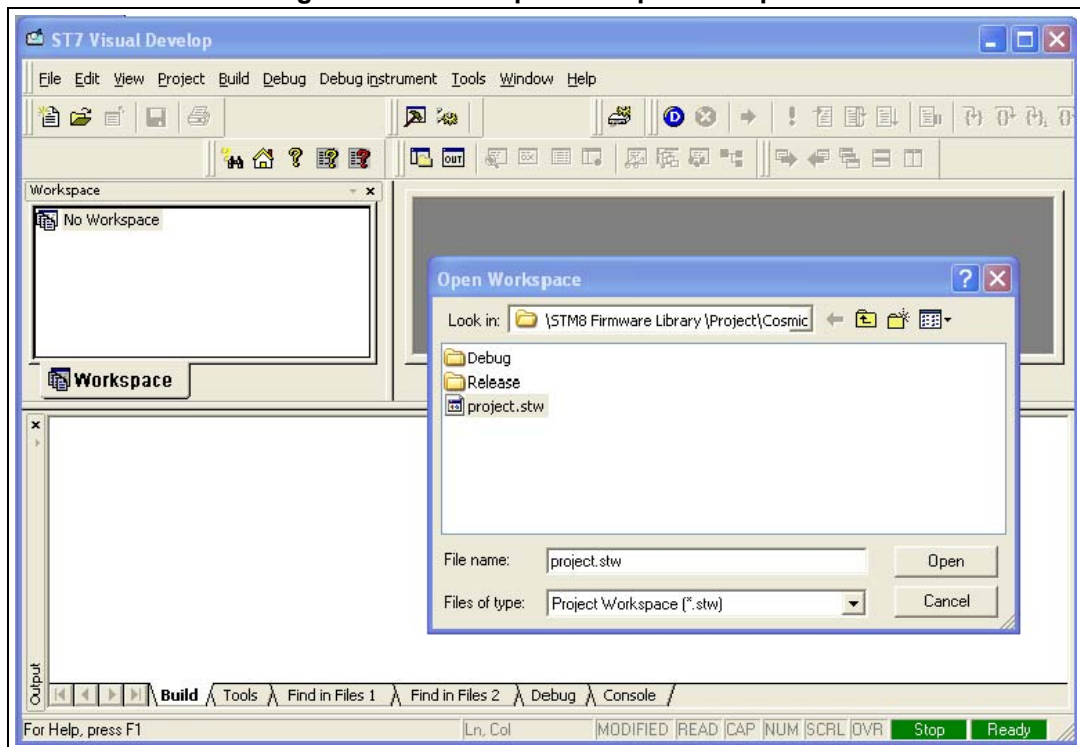 ST7 Visual Develop
File Edit View Project Build Debug Debug instrument Tools Window Help
D
OUT
Workspace
No Workspace
Workspace
Open Workspace
Look in: \STM8 Firmware Library \Project\Cosmic
Debug
Release
project.stw
File name: project.stw Open
Files of type: Project Workspace (*.stw) Cancel
Output
Build Tools Find in Files 1 Find in Files 2 Debug Console
For Help, press F1 Ln, Col MODIFIED READ CAP NUM SCRL OVR Stop Ready